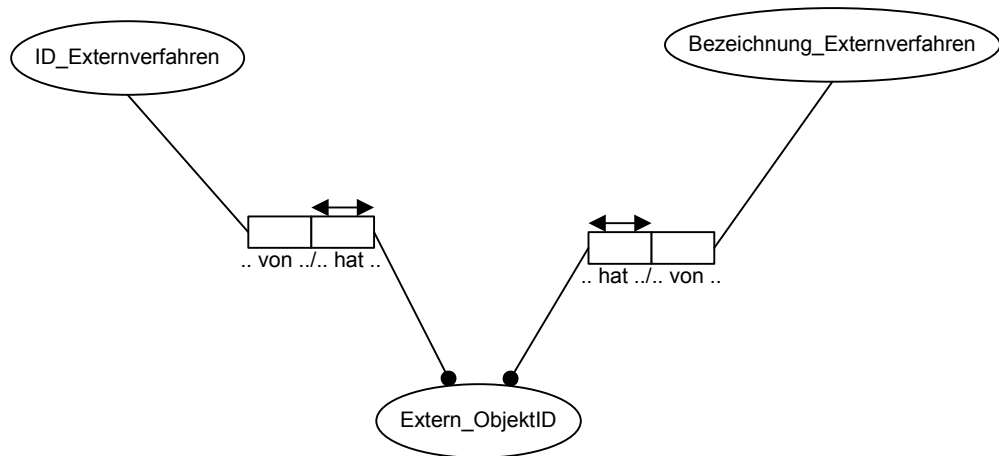 ID_Externverfahren
Bezeichnung_Externverfahren
.. von ../.. hat ..
.. hat ../.. von ..
Extern_ObjektID